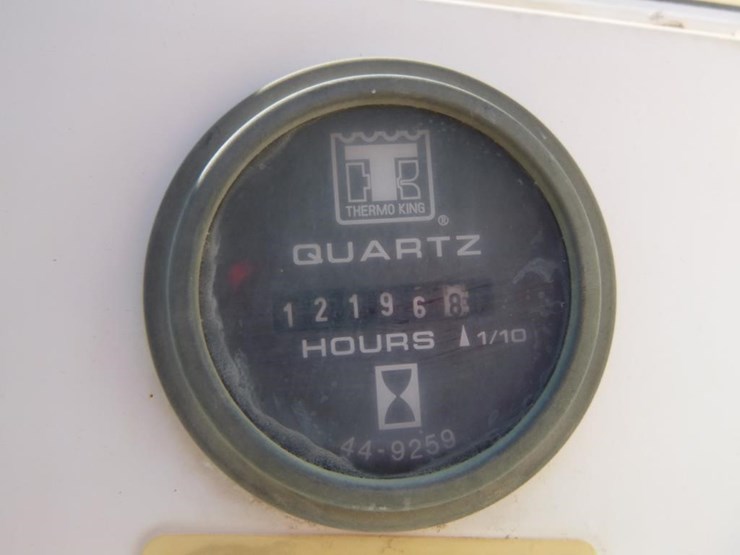 THERMO KING
®
QUARTZ
121968
HOURS 1/10
44-9259